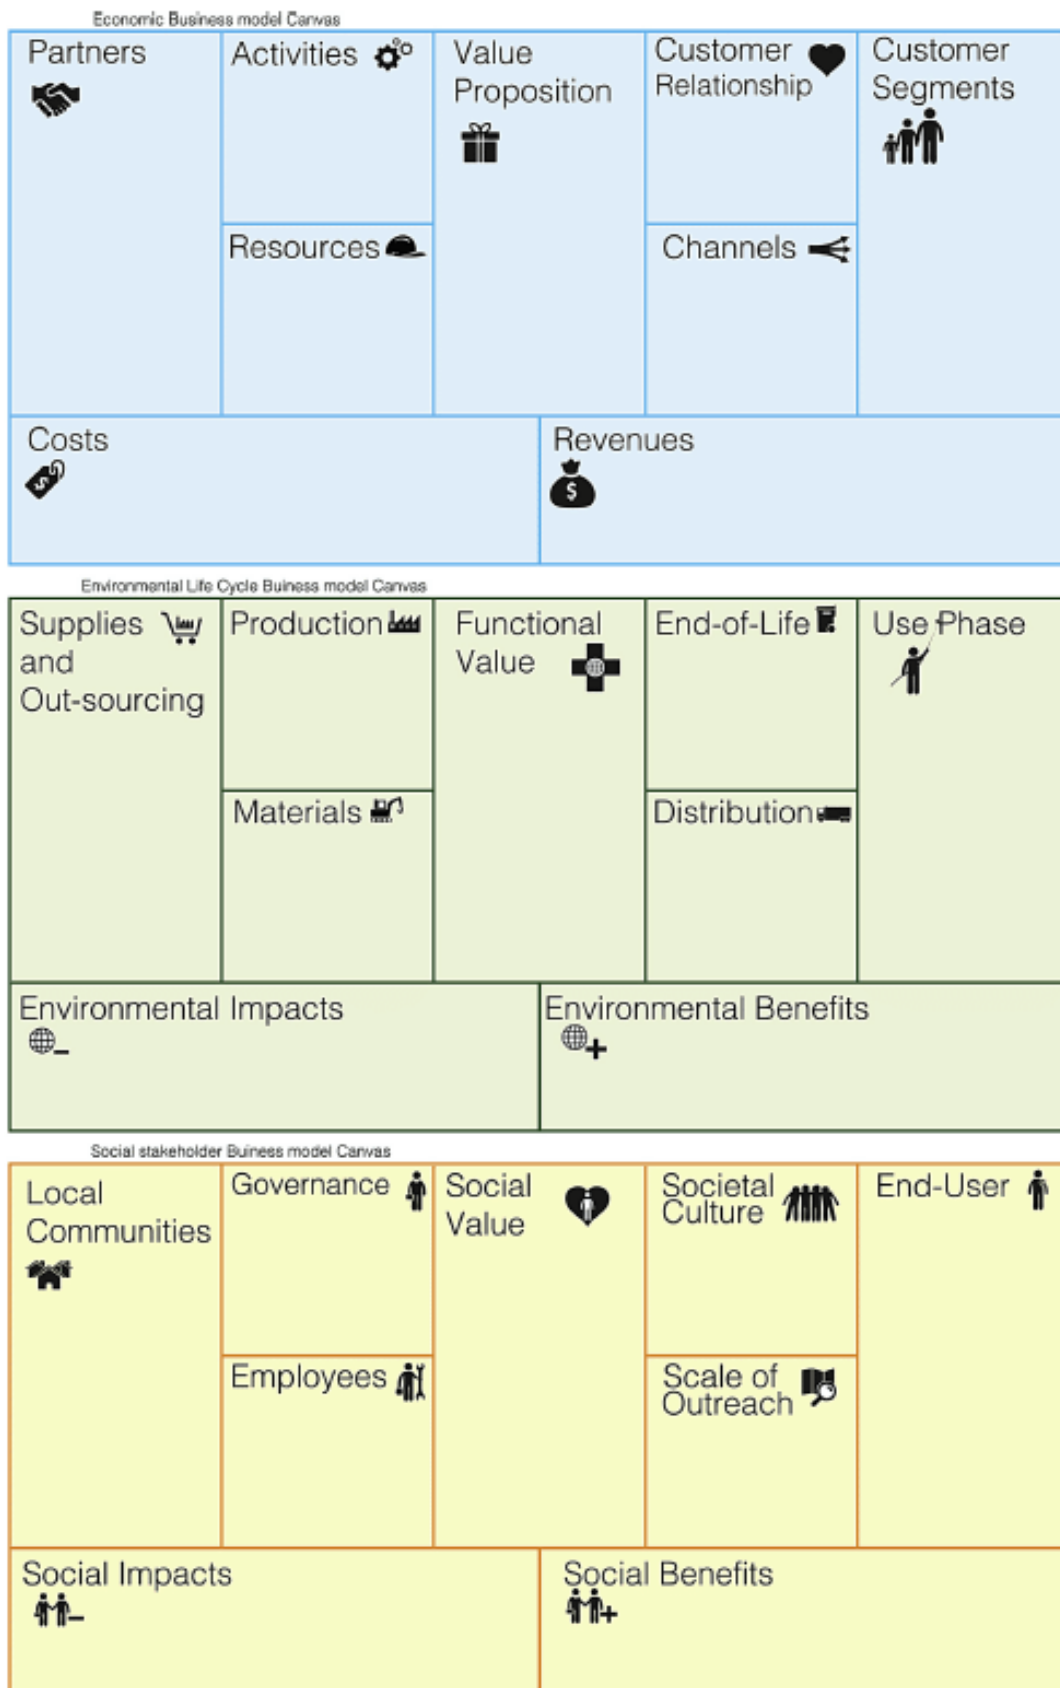 Economic Business model Canvas
Partners
Activities
Value
Proposition
Customer
Relationship
Customer
Segments
Resources
Channels
Costs
$
Revenues
$
Environmental Life Cycle Buiness model Canvas
Supplies
and
Out-sourcing
Production
Functional
Value
End-of-Life
Use Phase
Materials
Distribution
Environmental Impacts
Environmental Benefits
Social stakeholder Buiness model Canvas
Local
Communities
Governance
Social
Value
Societal
Culture
End-User
Employees
Scale of
Outreach
Social Impacts
Social Benefits